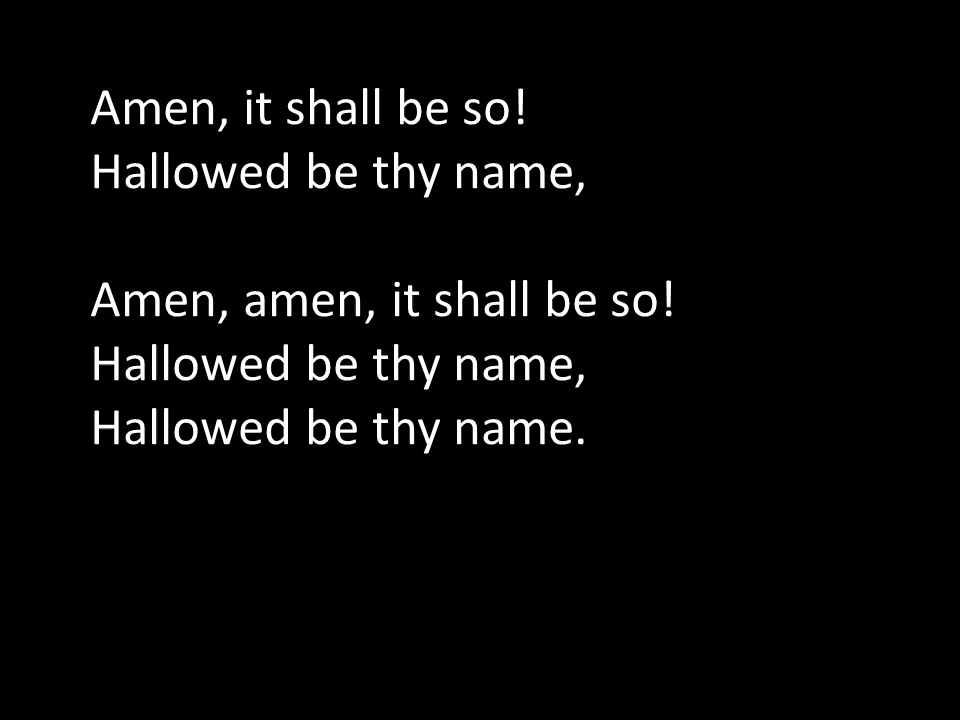 Amen, it shall be so!
Hallowed be thy name,
Amen, amen, it shall be so!
Hallowed be thy name,
Hallowed be thy name.